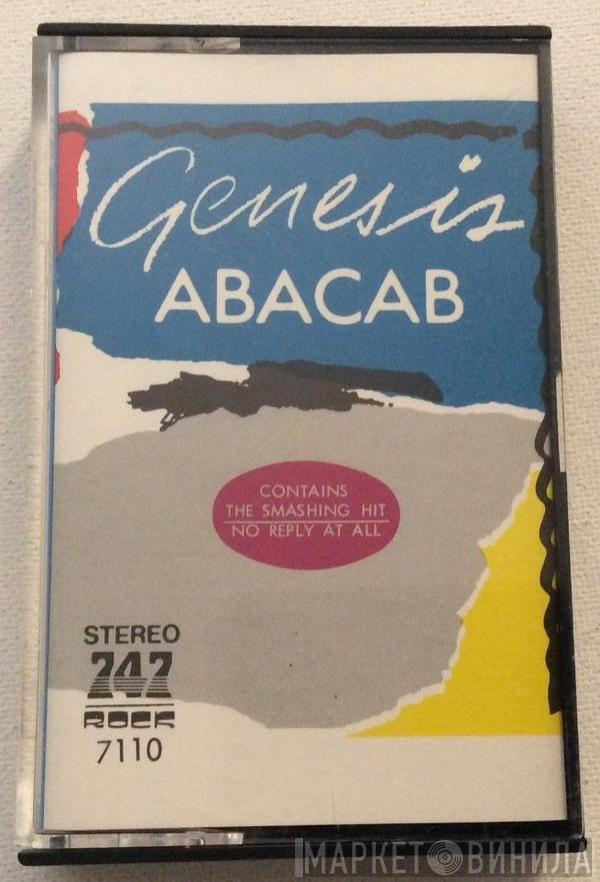 Genesis
ABACAB
CONTAINS
THE SMASHING HIT
NO REPLY AT ALL
STEREO
747
ROCK
7110
МАРКЕТ ВИНИЛА